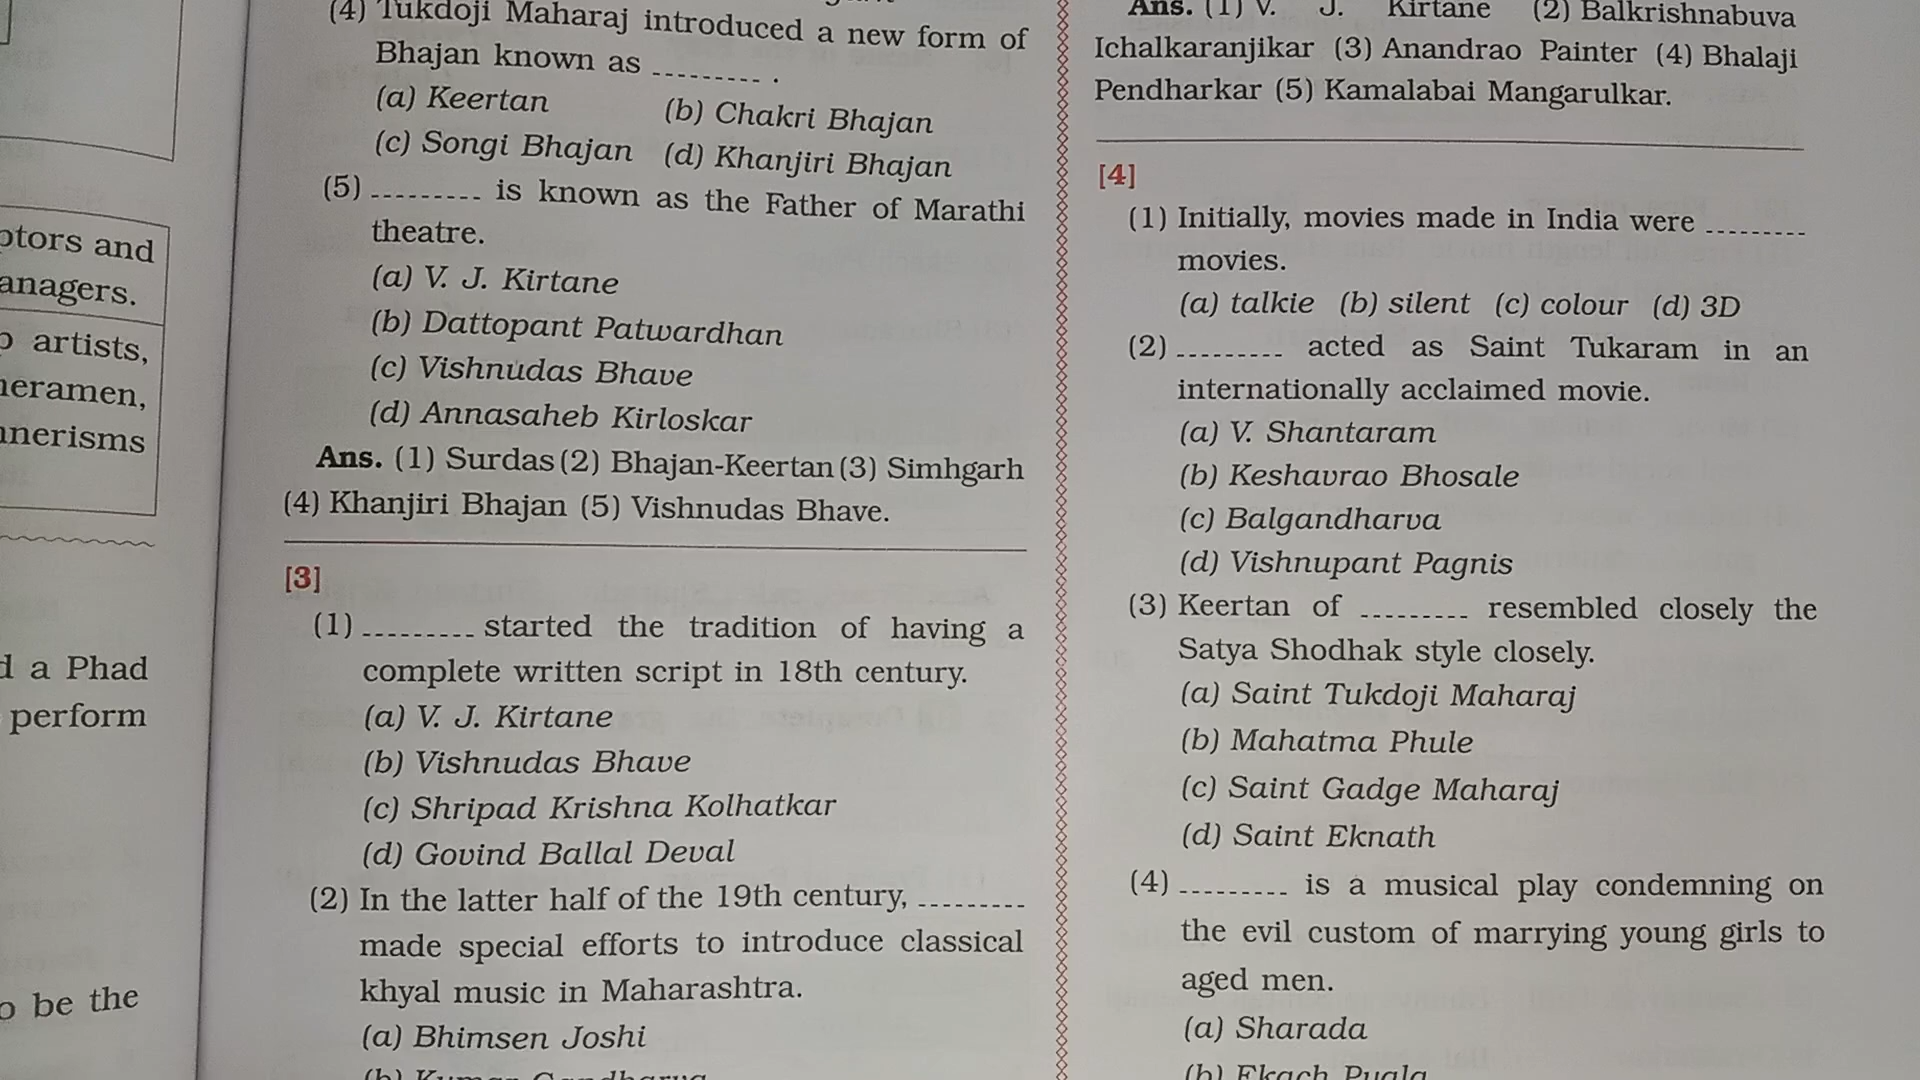 ptors and
anagers.
artists,
meramen,
nnerisms
d a Phad
perform
o be the
(4) Tukdoji Maharaj introduced a new form of
Bhajan known as --------- .
(a) Keertan (b) Chakri Bhajan
(c) Songi Bhajan (d) Khanjiri Bhajan
(5) --------- is known as the Father of Marathi
theatre.
(a) V. J. Kirtane
(b) Dattopant Patwardhan
(c) Vishnudas Bhave
(d) Annasaheb Kirloskar
Ans. (1) Surdas (2) Bhajan-Keertan (3) Simhgarh
(4) Khanjiri Bhajan (5) Vishnudas Bhave.
[3]
(1) --------- started the tradition of having a
complete written script in 18th century.
(a) V. J. Kirtane
(b) Vishnudas Bhave
(c) Shripad Krishna Kolhatkar
(d) Govind Ballal Deval
(2) In the latter half of the 19th century, ---------
made special efforts to introduce classical
khyal music in Maharashtra.
(a) Bhimsen Joshi
(b) Kumar Gandharva
Ans. (1) V. J. Kirtane (2) Balkrishnabuva
Ichalkaranjikar (3) Anandrao Painter (4) Bhalaji
Pendharkar (5) Kamalabai Mangarulkar.
[4]
(1) Initially, movies made in India were ---------
movies.
(a) talkie (b) silent (c) colour (d) 3D
(2) --------- acted as Saint Tukaram in an
internationally acclaimed movie.
(a) V. Shantaram
(b) Keshavrao Bhosale
(c) Balgandharva
(d) Vishnupant Pagnis
(3) Keertan of --------- resembled closely the
Satya Shodhak style closely.
(a) Saint Tukdoji Maharaj
(b) Mahatma Phule
(c) Saint Gadge Maharaj
(d) Saint Eknath
(4) --------- is a musical play condemning on
the evil custom of marrying young girls to
aged men.
(a) Sharada
(b) Ekach Pyala